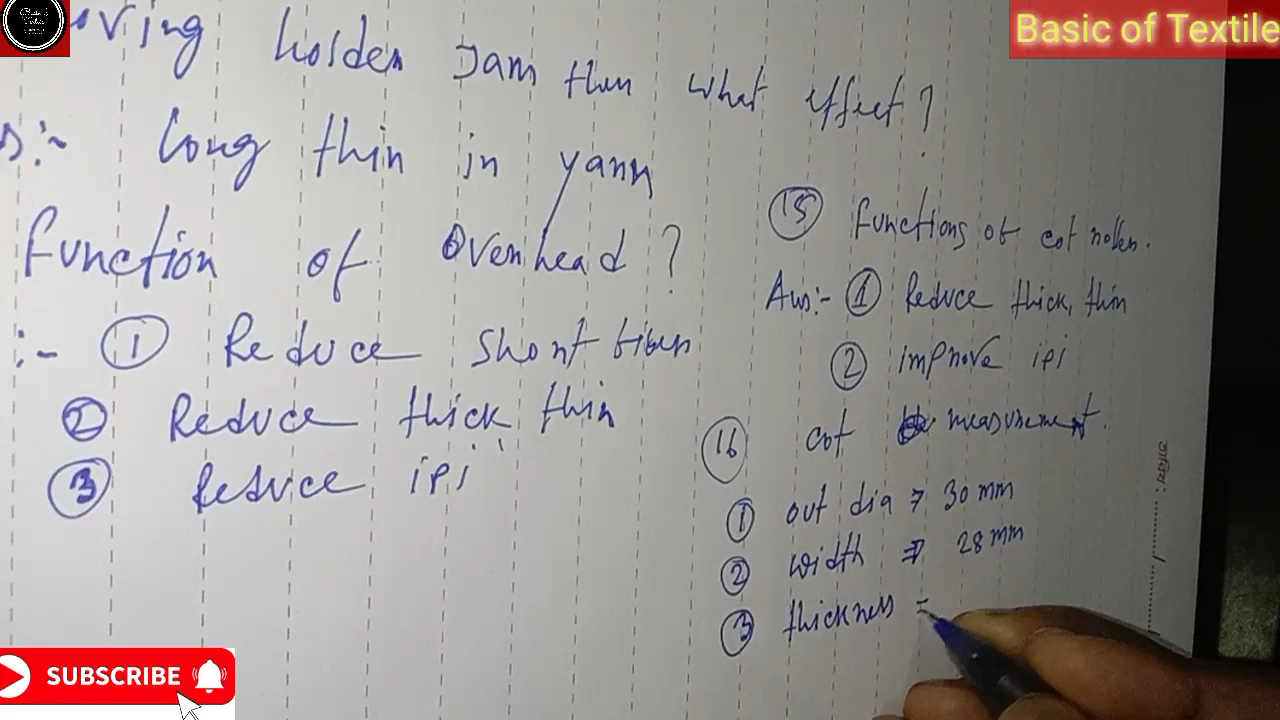 Basic of Textile
oving holder Jam then what effect?
s:- Long thin in yarn
function of Overhead?
:- ① Reduce short fiber
② Reduce thick thin
③ Reduce ipi
⑮ functions of cot roller.
Ans:- ① Reduce thick, thin
② improve ipi
⑯ cot measurement.
① out dia → 30 mm
② width ⇒ 28 mm
③ thickness =
তারিখ:
SUBSCRIBE